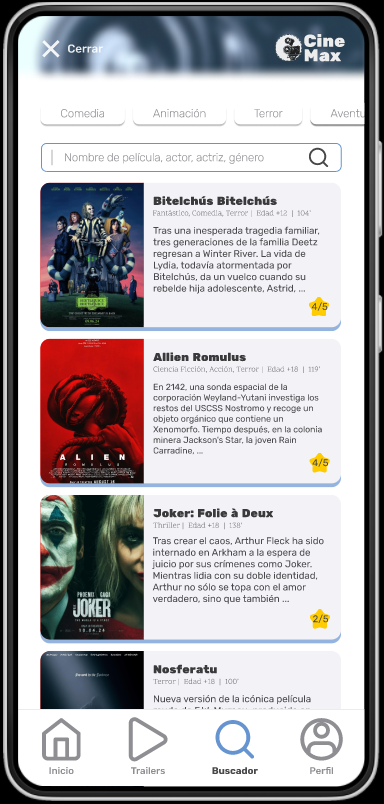 Cerrar
Cine
Max
Comedia
Animación
Terror
Aventu
Nombre de película, actor, actriz, género
Bitelchús Bitelchús
Fantástico, Comedia, Terror | Edad +12 | 104'
Tras una inesperada tragedia familiar,
tres generaciones de la familia Deetz
regresan a Winter River. La vida de
Lydia, todavía atormentada por
Bitelchús, da un vuelco cuando su
rebelde hija adolescente, Astrid, ...
4/5
Allien Romulus
Ciencia Ficción, Acción, Terror | Edad +18 | 119'
En 2142, una sonda espacial de la
corporación Weyland-Yutani investiga los
restos del USCSS Nostromo y recoge un
objeto orgánico que contiene un
Xenomorfo. Tiempo después, en la colonia
minera Jackson's Star, la joven Rain
Carradine, ...
ALIEN
ROMULUS
4/5
Joker: Folie à Deux
Thriller | Edad +18 | 138'
Tras crear el caos, Arthur Fleck ha sido
internado en Arkham a la espera de
juicio por sus crímenes como Joker.
Mientras lidia con su doble identidad,
Arthur no sólo se topa con el amor
verdadero, sino que también ...
PHOENIX GAGA
JOKER
10.04.24
2/5
Nosferatu
Terror | Edad +18 | 100'
Nueva versión de la icónica película
Inicio
Trailers
Buscador
Perfil